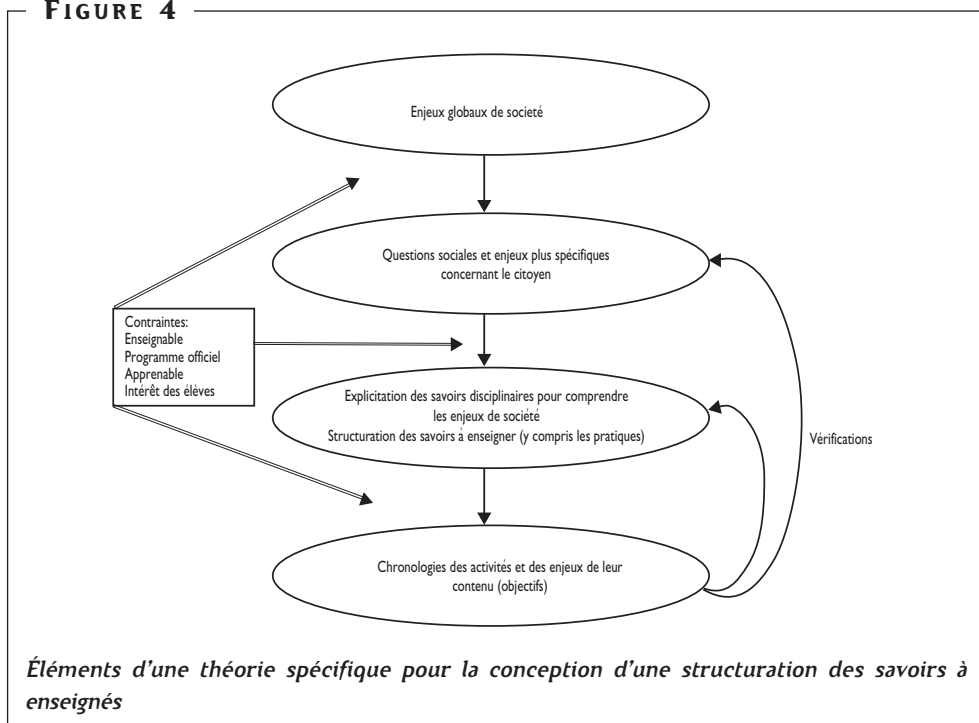 FIGURE 4
Enjeux globaux de societé
Questions sociales et enjeux plus spécifiques
concernant le citoyen
Contraintes:
Enseignable
Programme officiel
Apprenable
Intérêt des élèves
Explicitation des savoirs disciplinaires pour comprendre
les enjeux de société
Structuration des savoirs à enseigner (y compris les pratiques)
Vérifications
Chronologies des activités et des enjeux de leur
contenu (objectifs)
Éléments d'une théorie spécifique pour la conception d'une structuration des savoirs à
enseignés